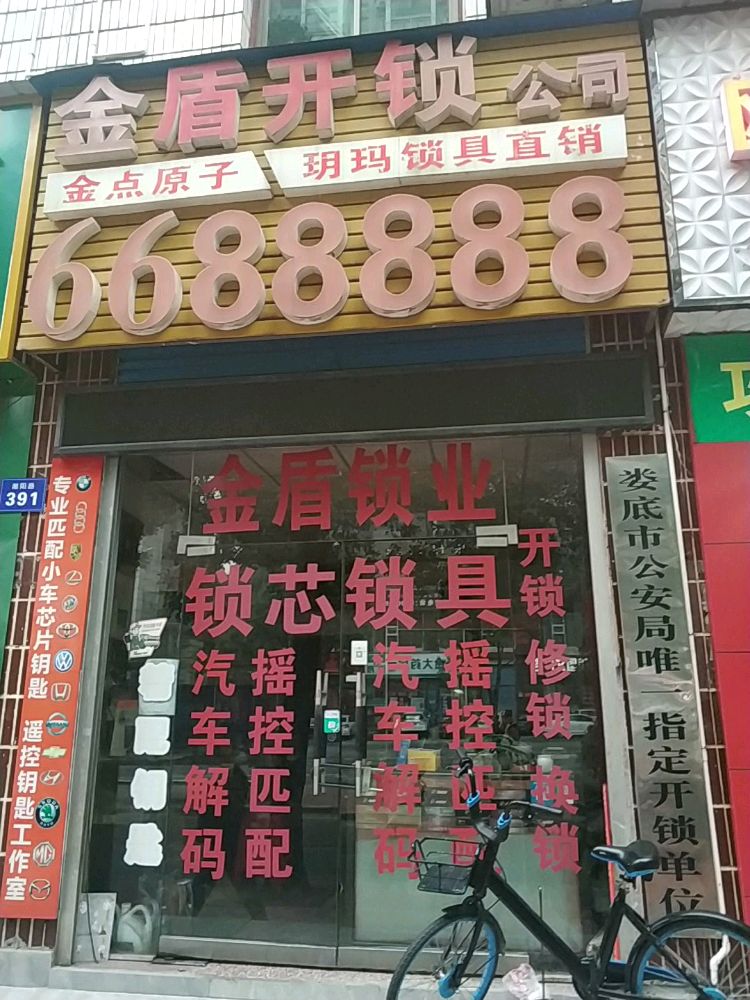 金盾开锁公司
金点原子 玥玛锁具直销
6688888
391
专业匹配小车芯片钥匙 遥控钥匙工作室
金盾锁业
锁芯锁具
汽车解码
摇控匹配
汽车解码
摇控匹配
开锁 修锁 换锁
娄底市公安局唯一指定开锁单位